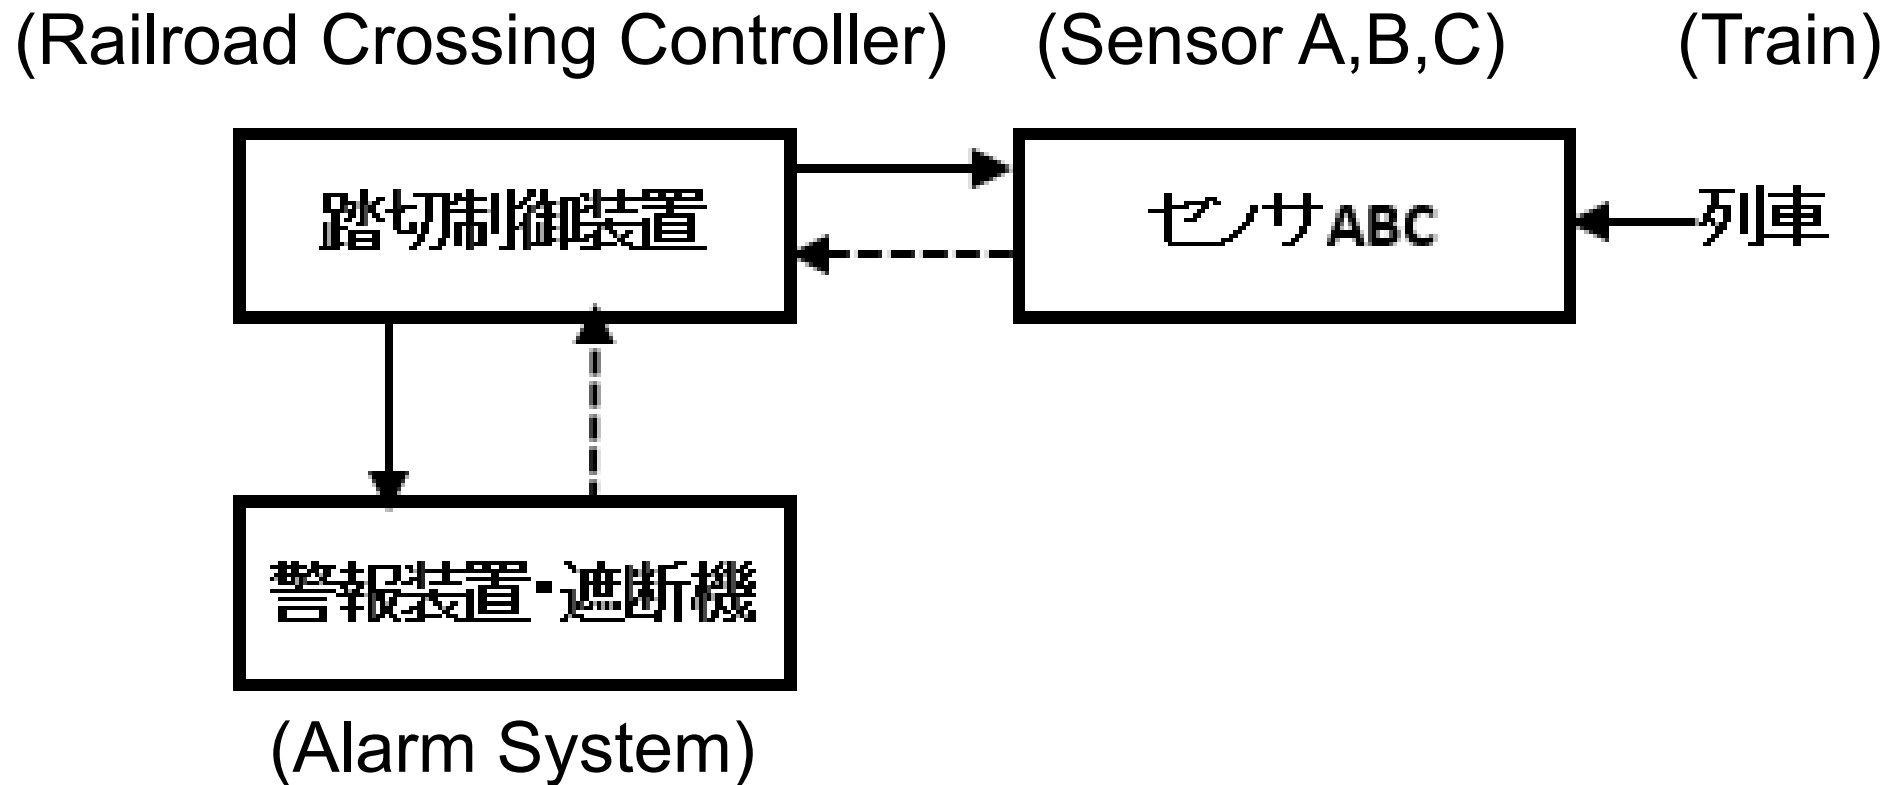 (Railroad Crossing Controller) (Sensor A,B,C) (Train)
踏切制御装置 センサABC 列車
警報装置・遮断機
(Alarm System)